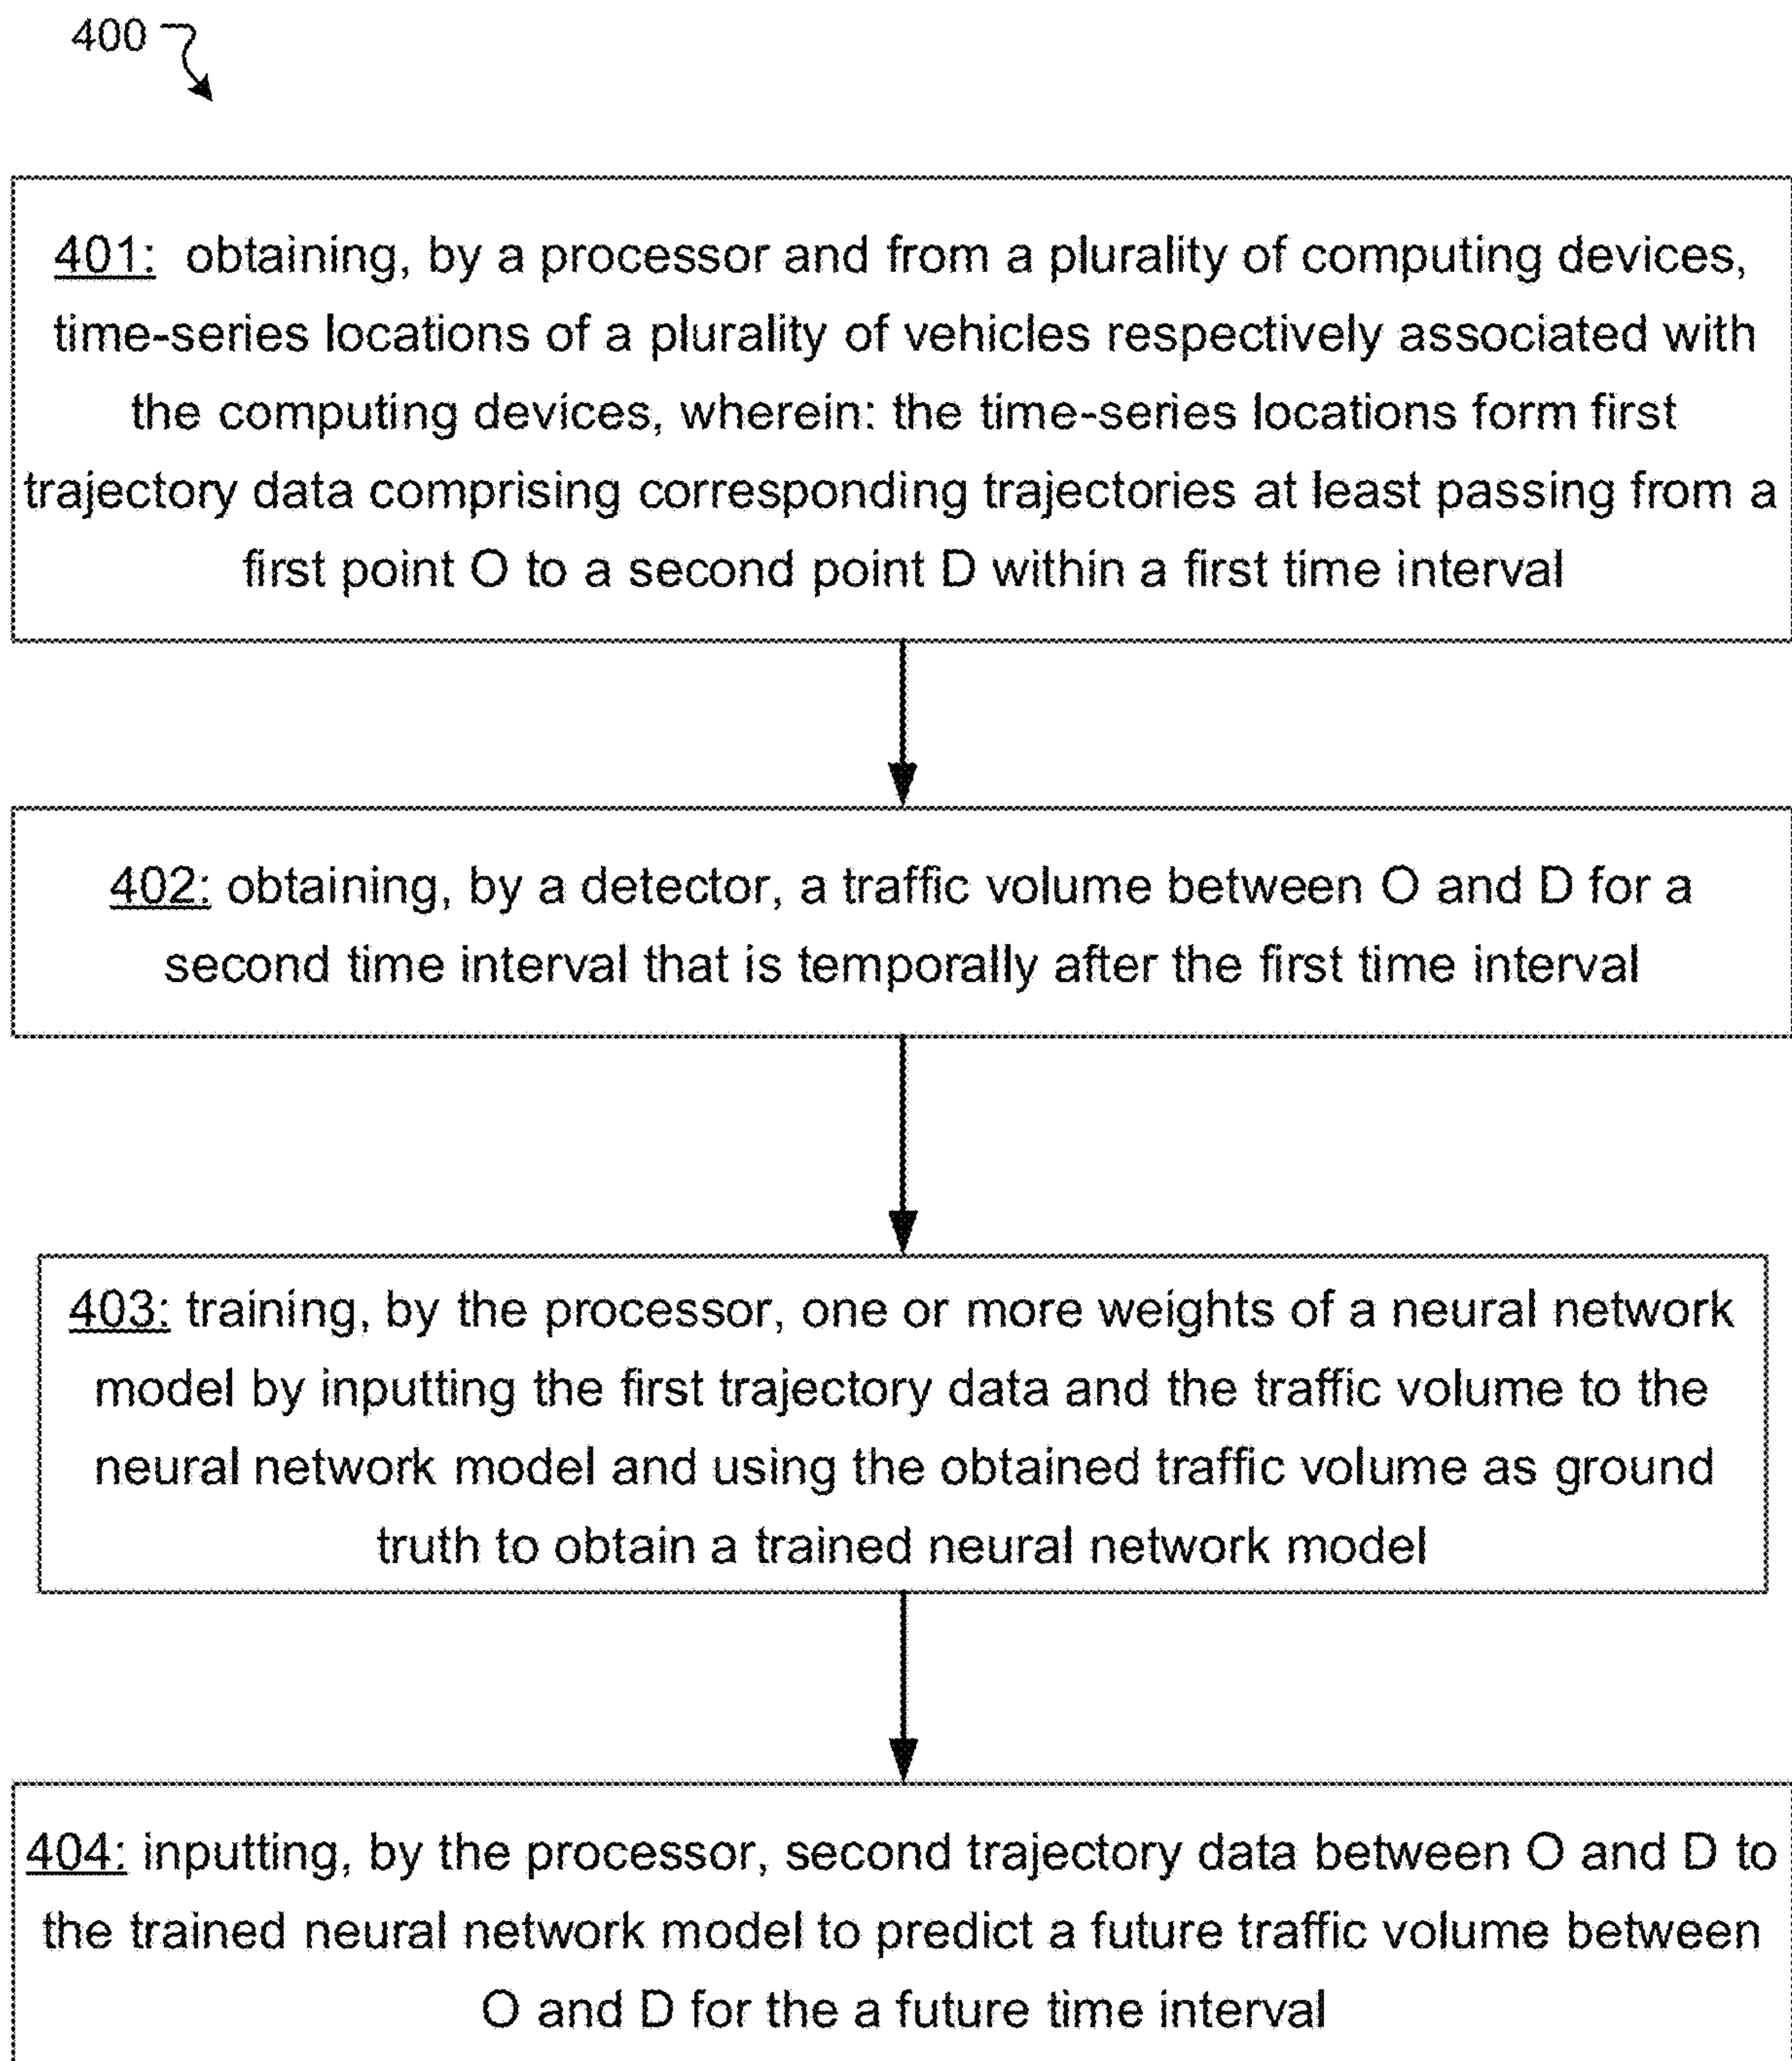 400
401: obtaining, by a processor and from a plurality of computing devices,
time-series locations of a plurality of vehicles respectively associated with
the computing devices, wherein: the time-series locations form first
trajectory data comprising corresponding trajectories at least passing from a
first point O to a second point D within a first time interval
402: obtaining, by a detector, a traffic volume between O and D for a
second time interval that is temporally after the first time interval
403: training, by the processor, one or more weights of a neural network
model by inputting the first trajectory data and the traffic volume to the
neural network model and using the obtained traffic volume as ground
truth to obtain a trained neural network model
404: inputting, by the processor, second trajectory data between O and D to
the trained neural network model to predict a future traffic volume between
O and D for the a future time interval